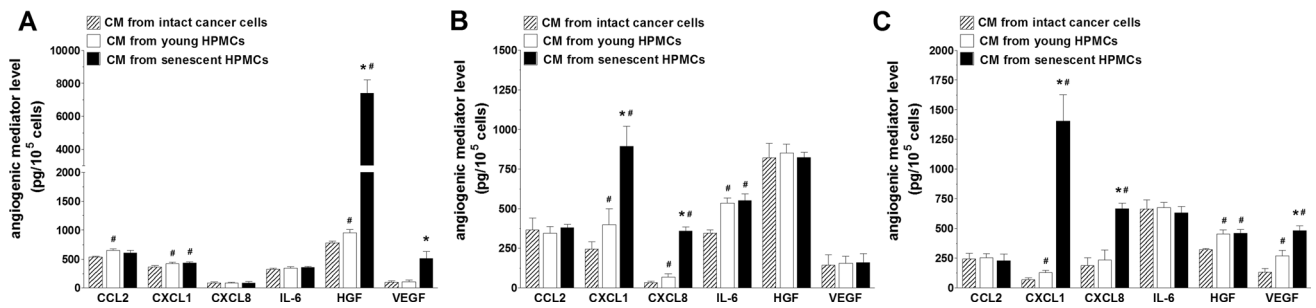 A
CM from intact cancer cells
CM from young HPMCs
CM from senescent HPMCs
angiogenic mediator level
(pg/10⁵ cells)
10000
8000
6000
4000
2000
2000
1500
1000
500
0
#
# #
#
* #
*
CCL2 CXCL1 CXCL8 IL-6 HGF VEGF
B
CM from intact cancer cells
CM from young HPMCs
CM from senescent HPMCs
angiogenic mediator level
(pg/10⁵ cells)
1500
1250
1000
750
500
250
0
#
* #
#
* #
# #
CCL2 CXCL1 CXCL8 IL-6 HGF VEGF
C
CM from intact cancer cells
CM from young HPMCs
CM from senescent HPMCs
angiogenic mediator level
(pg/10⁵ cells)
2000
1750
1500
1250
1000
750
500
250
0
#
* #
* #
# #
#
* #
CCL2 CXCL1 CXCL8 IL-6 HGF VEGF